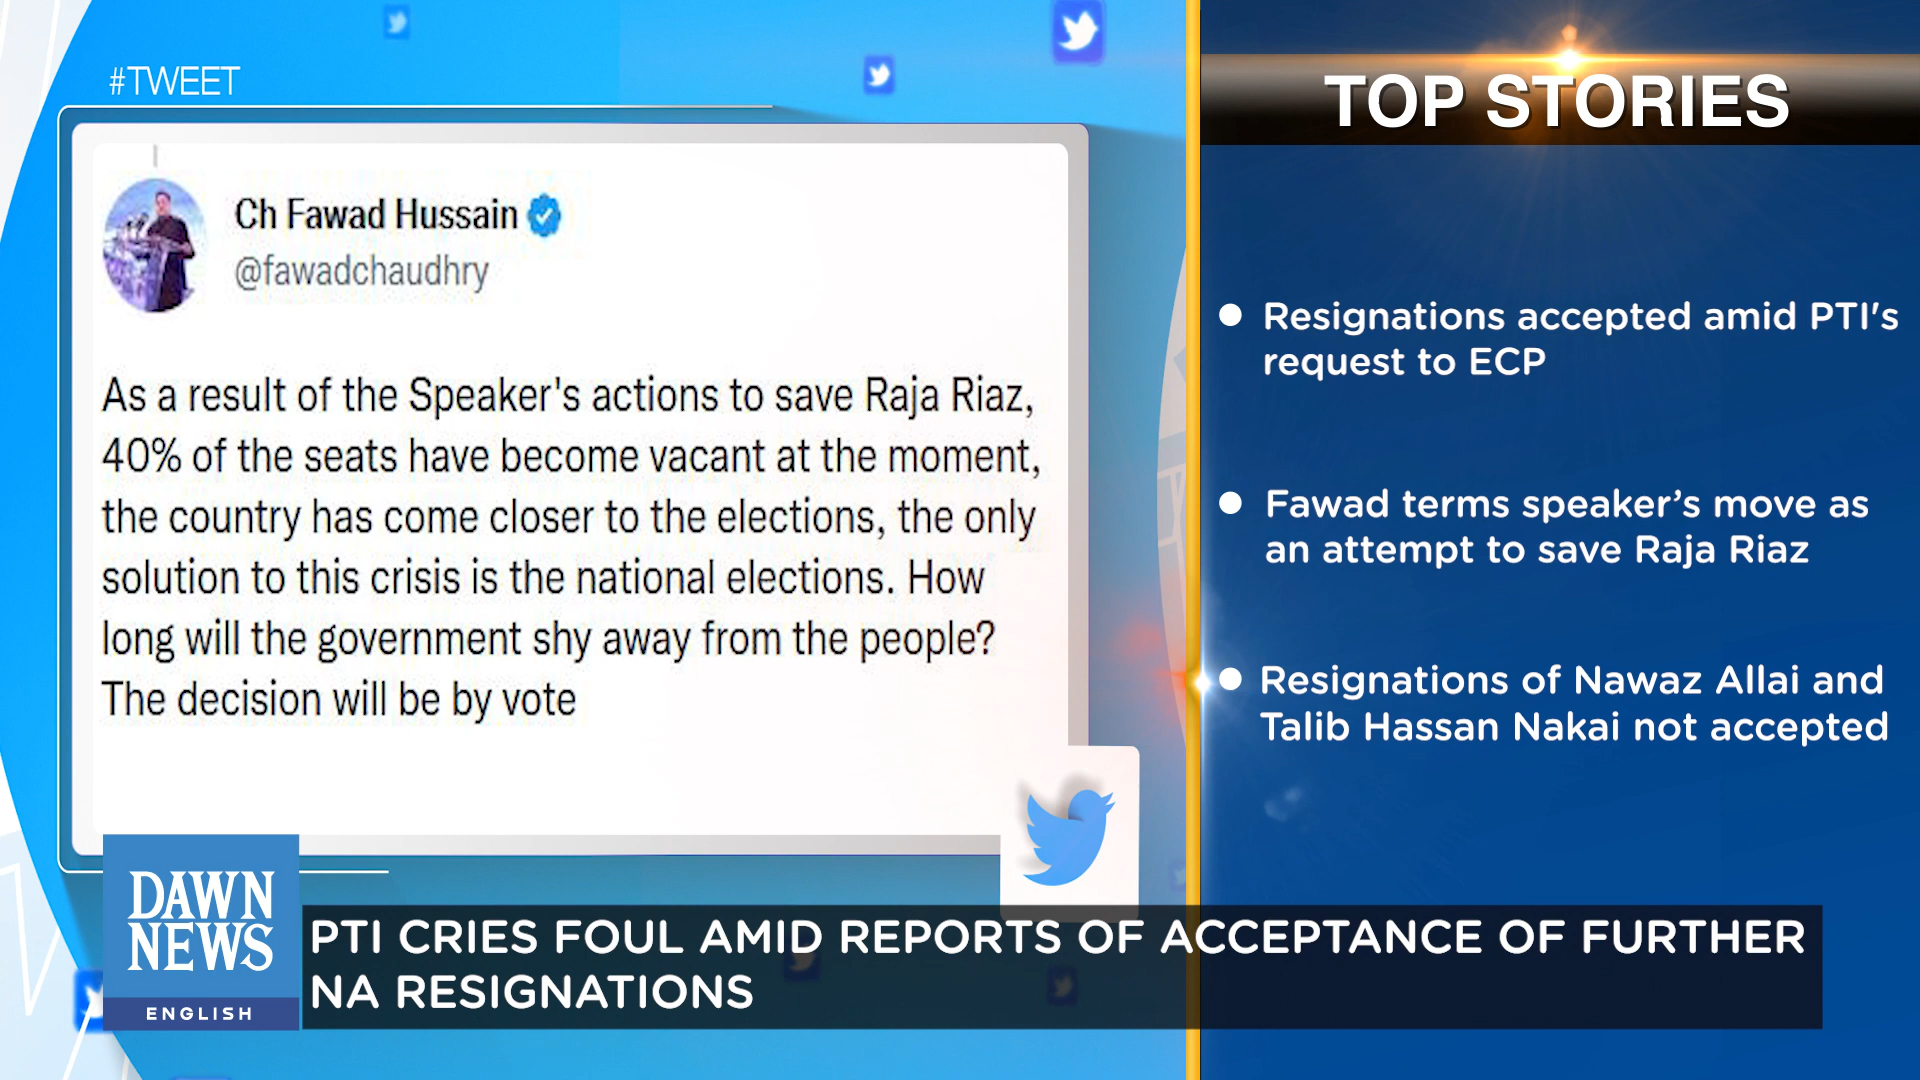 #TWEET
Ch Fawad Hussain
@fawadchaudhry
As a result of the Speaker's actions to save Raja Riaz,
40% of the seats have become vacant at the moment,
the country has come closer to the elections, the only
solution to this crisis is the national elections. How
long will the government shy away from the people?
The decision will be by vote
TOP STORIES
Resignations accepted amid PTI's
request to ECP
Fawad terms speaker’s move as
an attempt to save Raja Riaz
Resignations of Nawaz Allai and
Talib Hassan Nakai not accepted
DAWN
NEWS
ENGLISH
PTI CRIES FOUL AMID REPORTS OF ACCEPTANCE OF FURTHER
NA RESIGNATIONS